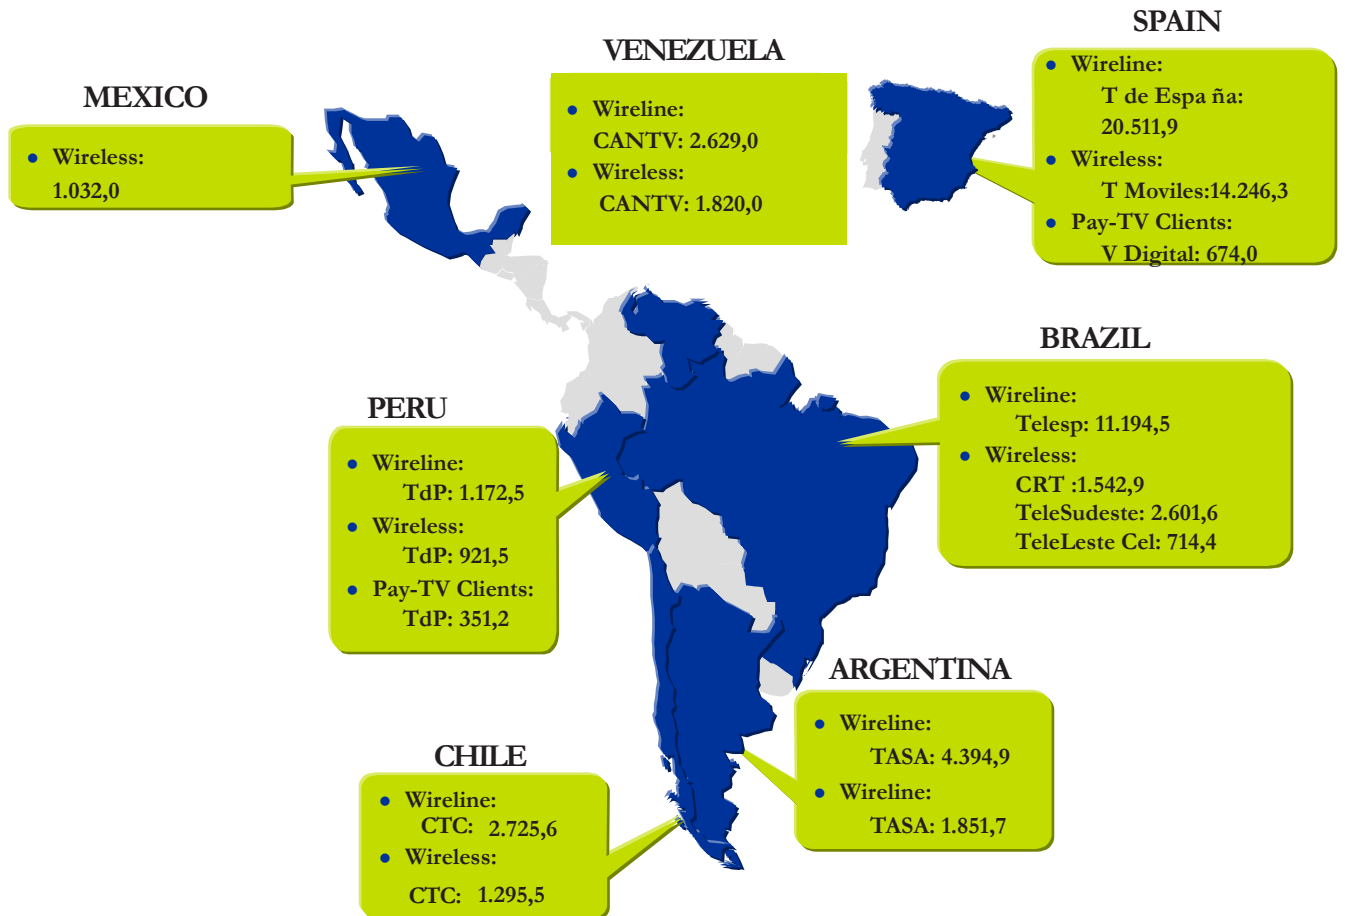 MEXICO
• Wireless:
1.032,0
VENEZUELA
• Wireline:
CANTV: 2.629,0
• Wireless:
CANTV: 1.820,0
SPAIN
• Wireline:
T de Espa ña:
20.511,9
• Wireless:
T Moviles:14.246,3
• Pay-TV Clients:
V Digital: 674,0
BRAZIL
• Wireline:
Telesp: 11.194,5
• Wireless:
CRT :1.542,9
TeleSudeste: 2.601,6
TeleLeste Cel: 714,4
PERU
• Wireline:
TdP: 1.172,5
• Wireless:
TdP: 921,5
• Pay-TV Clients:
TdP: 351,2
ARGENTINA
• Wireline:
TASA: 4.394,9
• Wireline:
TASA: 1.851,7
CHILE
• Wireline:
CTC: 2.725,6
• Wireless:
CTC: 1.295,5